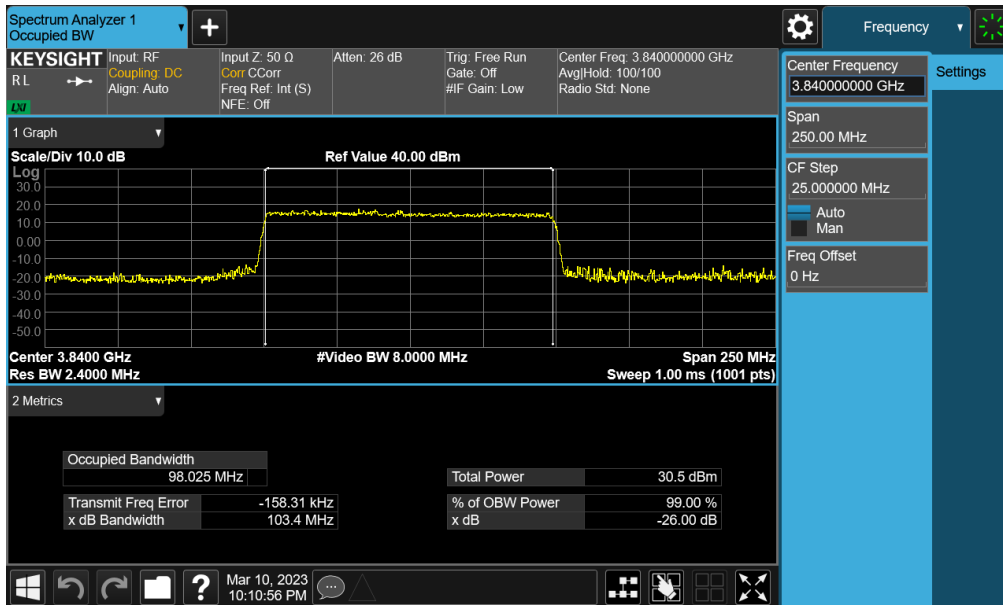 Spectrum Analyzer 1
Occupied BW
Frequency
KEYSIGHT
R L
LXI
Input: RF
Coupling: DC
Align: Auto
Input Z: 50 Ω
Corr CCorr
Freq Ref: Int (S)
NFE: Off
Atten: 26 dB
Trig: Free Run
Gate: Off
#IF Gain: Low
Center Freq: 3.840000000 GHz
Avg|Hold: 100/100
Radio Std: None
1 Graph
Scale/Div 10.0 dB
Ref Value 40.00 dBm
Log
30.0
20.0
10.0
0.00
-10.0
-20.0
-30.0
-40.0
-50.0
Center 3.8400 GHz
#Video BW 8.0000 MHz
Span 250 MHz
Res BW 2.4000 MHz
Sweep 1.00 ms (1001 pts)
2 Metrics
Occupied Bandwidth
98.025 MHz
Transmit Freq Error -158.31 kHz
x dB Bandwidth 103.4 MHz
Total Power 30.5 dBm
% of OBW Power 99.00 %
x dB -26.00 dB
Center Frequency
3.840000000 GHz
Settings
Span
250.00 MHz
CF Step
25.000000 MHz
Auto
Man
Freq Offset
0 Hz
?
Mar 10, 2023
10:10:56 PM